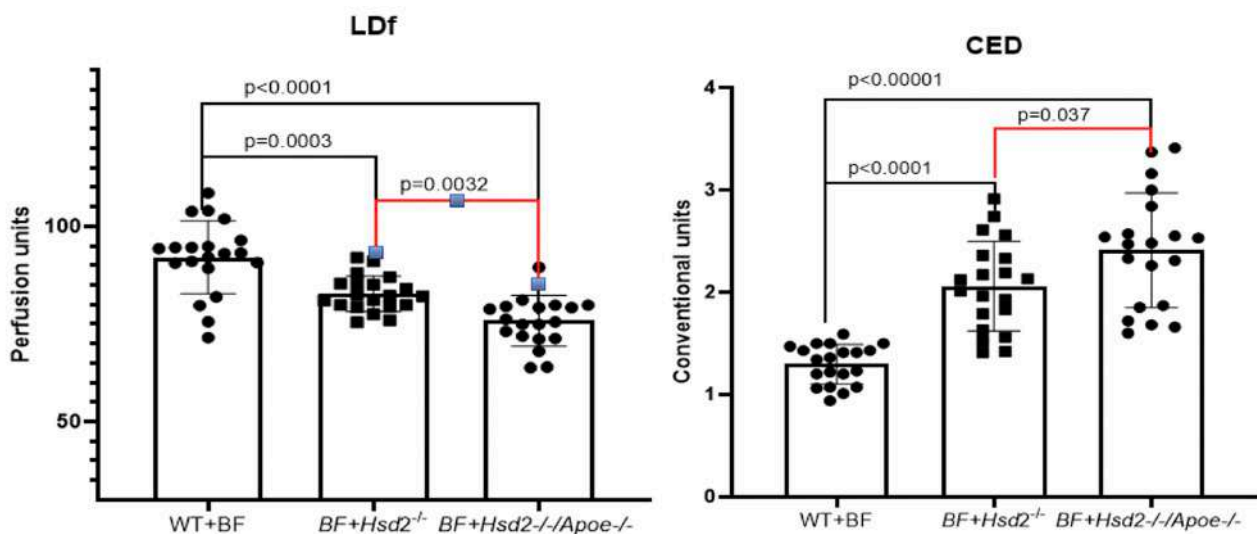 LDf
p<0.0001
p=0.0003
p=0.0032
100
50
Perfusion units
WT+BF
BF+Hsd2-/-
BF+Hsd2-/-/Apoe-/-
CED
4
p<0.00001
p=0.037
p<0.0001
3
2
1
0
Conventional units
WT+BF
BF+Hsd2-/-
BF+Hsd2-/-/Apoe-/-